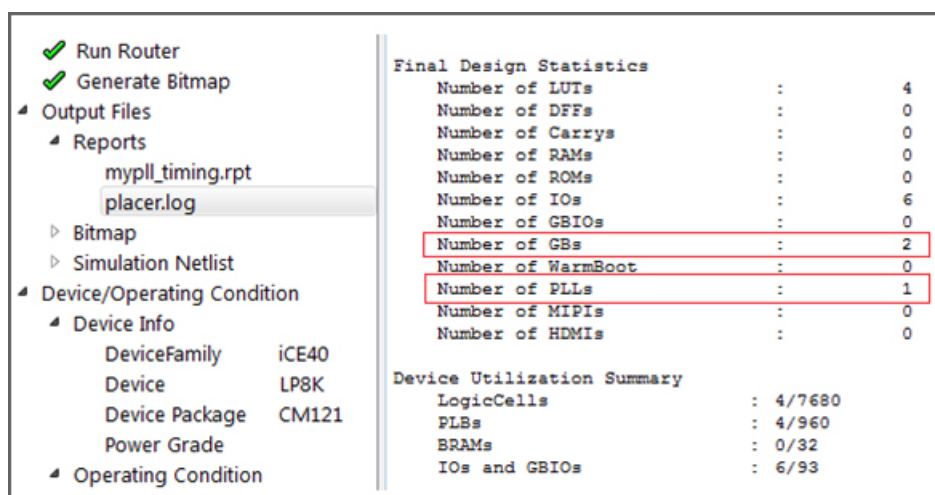 Run Router
Generate Bitmap
Output Files
Reports
mypll_timing.rpt
placer.log
Bitmap
Simulation Netlist
Device/Operating Condition
Device Info
DeviceFamily iCE40
Device LP8K
Device Package CM121
Power Grade
Operating Condition
Final Design Statistics
Number of LUTs : 4
Number of DFFs : 0
Number of Carrys : 0
Number of RAMs : 0
Number of ROMs : 0
Number of IOs : 6
Number of GBIOs : 0
Number of GBs : 2
Number of WarmBoot : 0
Number of PLLs : 1
Number of MIPIs : 0
Number of HDMIs : 0
Device Utilization Summary
LogicCells : 4/7680
PLBs : 4/960
BRAMs : 0/32
IOs and GBIOs : 6/93